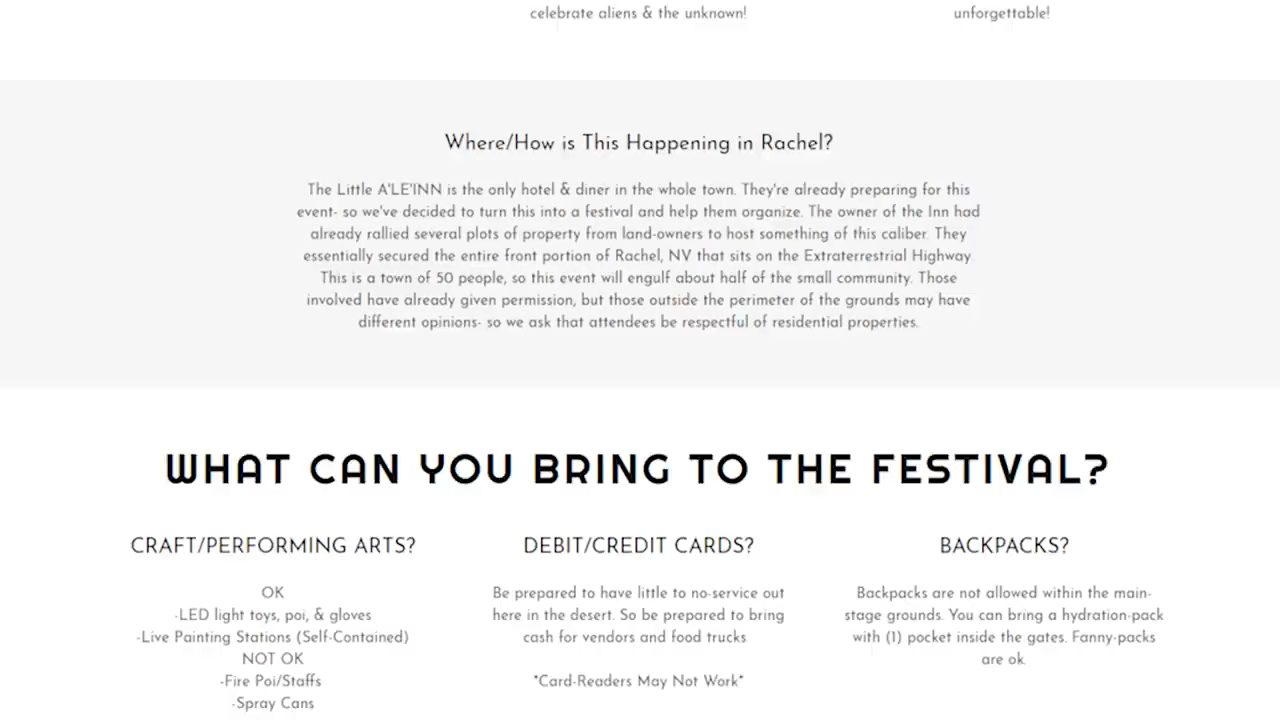 celebrate aliens & the unknown!
unforgettable!
Where/How is This Happening in Rachel?
The Little A'LE'INN is the only hotel & diner in the whole town. They're already preparing for this
event- so we've decided to turn this into a festival and help them organize. The owner of the Inn had
already rallied several plots of property from land-owners to host something of this caliber. They
essentially secured the entire front portion of Rachel, NV that sits on the Extraterrestrial Highway.
This is a town of 50 people, so this event will engulf about half of the small community. Those
involved have already given permission, but those outside the perimeter of the grounds may have
different opinions- so we ask that attendees be respectful of residential properties.
WHAT CAN YOU BRING TO THE FESTIVAL?
CRAFT/PERFORMING ARTS?
OK
-LED light toys, poi, & gloves
-Live Painting Stations (Self-Contained)
NOT OK
-Fire Poi/Staffs
-Spray Cans
DEBIT/CREDIT CARDS?
Be prepared to have little to no-service out
here in the desert. So be prepared to bring
cash for vendors and food trucks
*Card-Readers May Not Work*
BACKPACKS?
Backpacks are not allowed within the main-
stage grounds. You can bring a hydration-pack
with (1) pocket inside the gates. Fanny-packs
are ok.